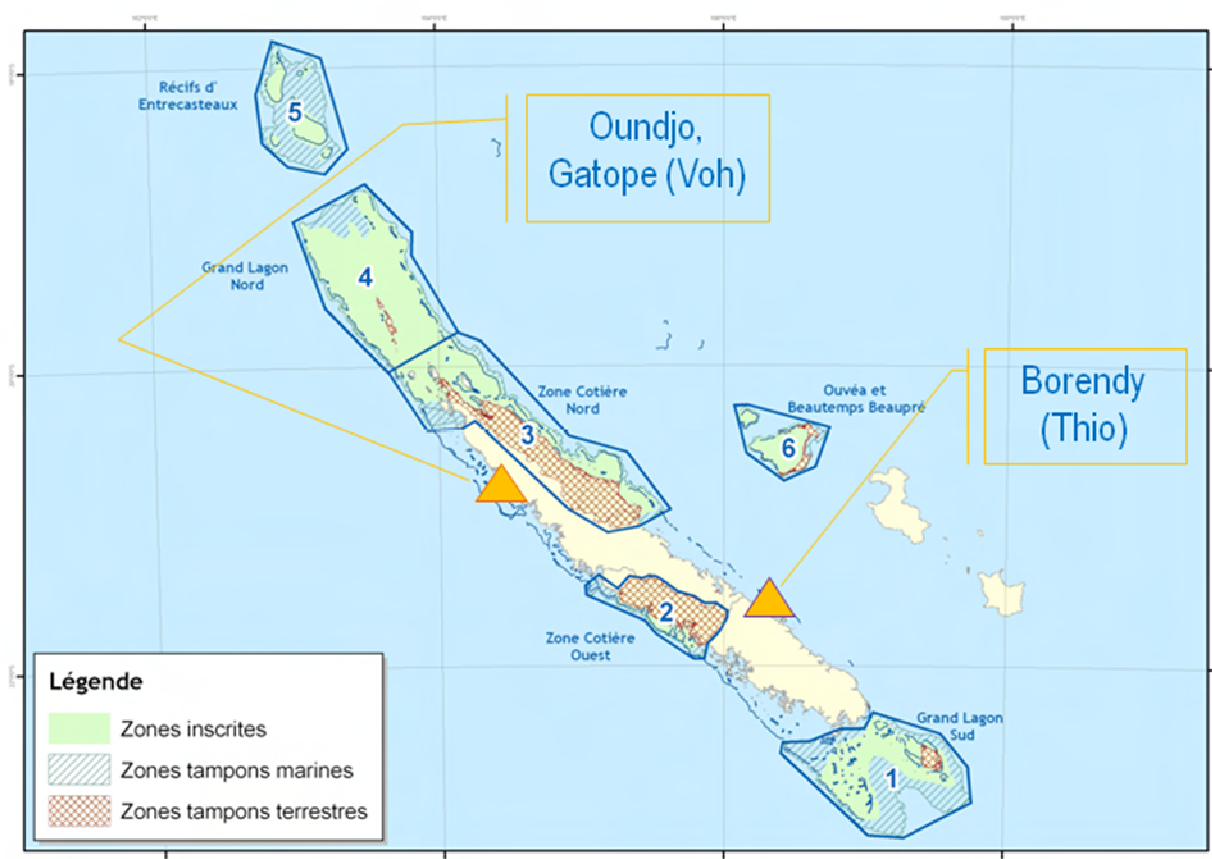 Récifs d'
Entrecasteaux
5
Oundjo,
Gatope (Voh)
Grand Lagon
Nord
4
Zone Cotière
Nord
3
Ouvéa et
Beautemps Beaupré
6
Borendy
(Thio)
2
Zone Cotière
Ouest
Grand Lagon
Sud
1
Légende
Zones inscrites
Zones tampons marines
Zones tampons terrestres